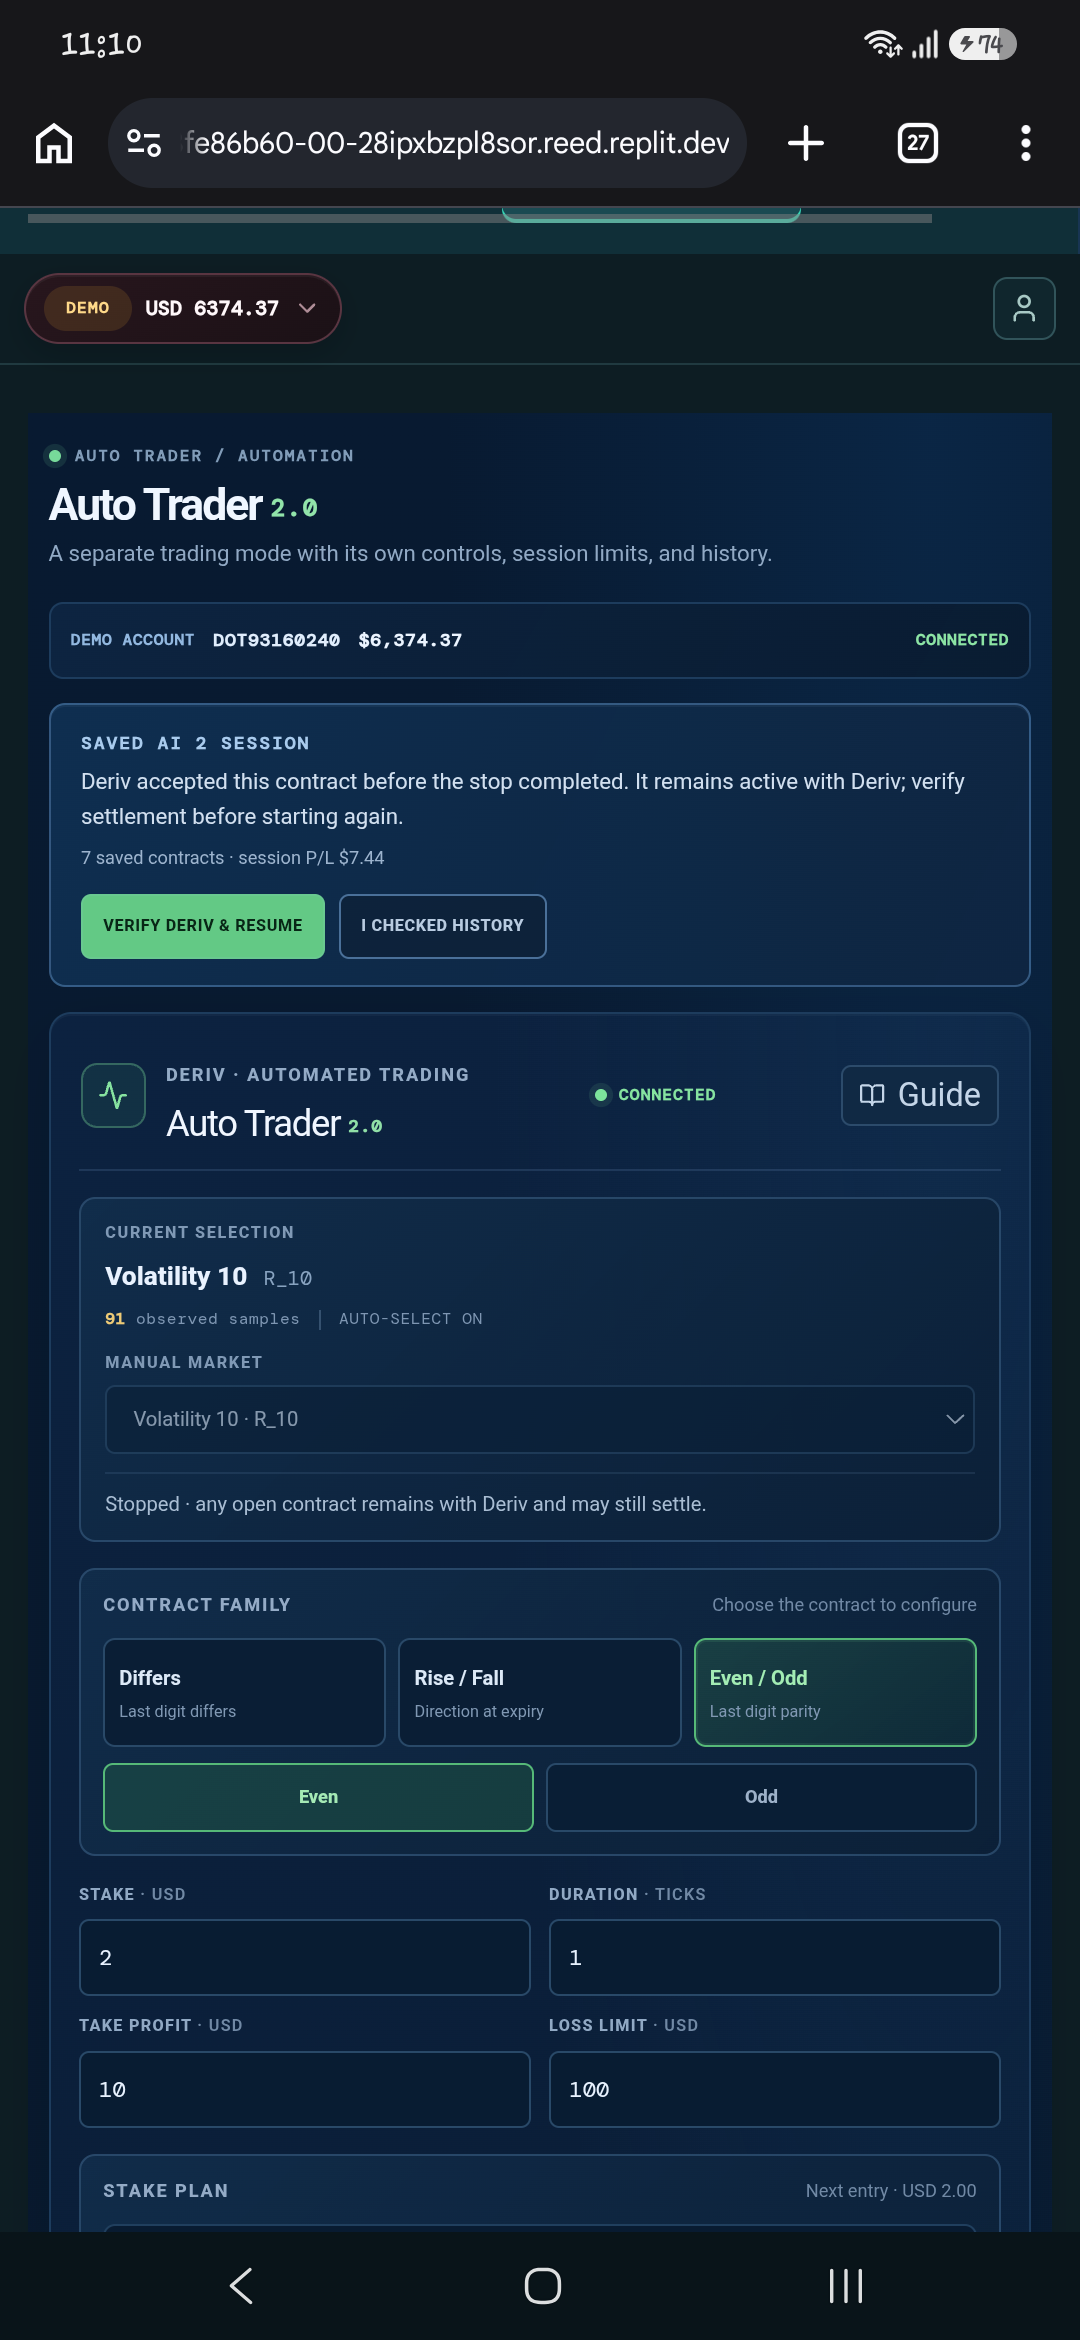 11:10
74
fe86b60-00-28ipxbzpl8sor.reed.replit.dev
27
DEMO USD 6374.37
AUTO TRADER / AUTOMATION
Auto Trader 2.0
A separate trading mode with its own controls, session limits, and history.
DEMO ACCOUNT DOT93160240 $6,374.37 CONNECTED
SAVED AI 2 SESSION
Deriv accepted this contract before the stop completed. It remains active with Deriv; verify
settlement before starting again.
7 saved contracts · session P/L $7.44
VERIFY DERIV & RESUME I CHECKED HISTORY
DERIV · AUTOMATED TRADING
Auto Trader 2.0
CONNECTED
Guide
CURRENT SELECTION
Volatility 10 R_10
91 observed samples | AUTO-SELECT ON
MANUAL MARKET
Volatility 10 · R_10
Stopped · any open contract remains with Deriv and may still settle.
CONTRACT FAMILY Choose the contract to configure
Differs Rise / Fall Even / Odd
Last digit differs Direction at expiry Last digit parity
Even Odd
STAKE · USD DURATION · TICKS
2 1
TAKE PROFIT · USD LOSS LIMIT · USD
10 100
STAKE PLAN Next entry · USD 2.00